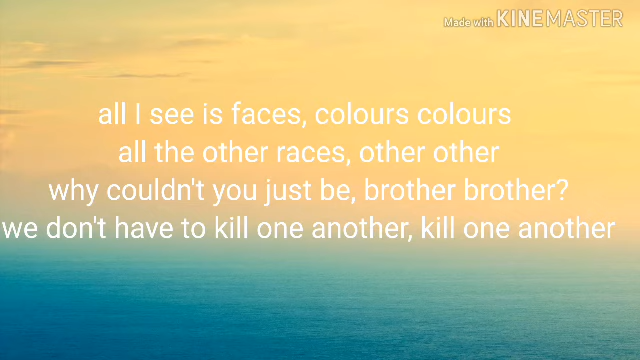 Made with KINEMASTER
all I see is faces, colours colours
all the other races, other other
why couldn't you just be, brother brother?
we don't have to kill one another, kill one another